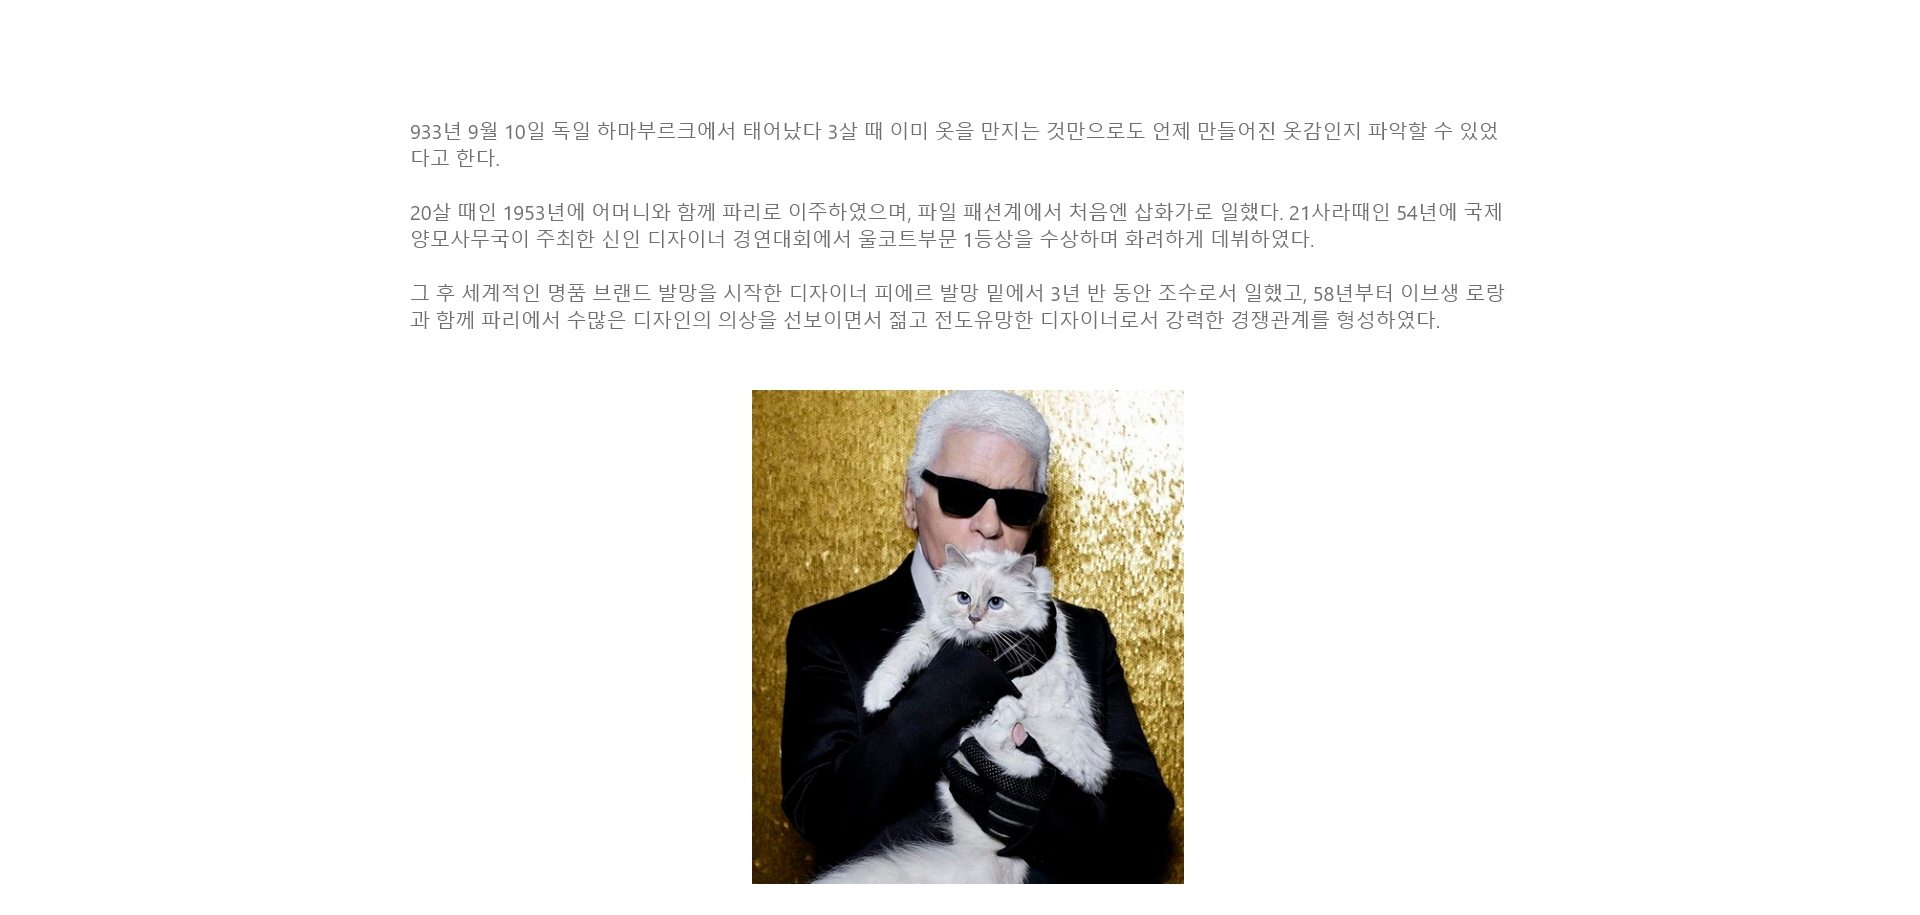 933년 9월 10일 독일 하마부르크에서 태어났다 3살 때 이미 옷을 만지는 것만으로도 언제 만들어진 옷감인지 파악할 수 있었
다고 한다.
20살 때인 1953년에 어머니와 함께 파리로 이주하였으며, 파일 패션계에서 처음엔 삽화가로 일했다. 21사라때인 54년에 국제
양모사무국이 주최한 신인 디자이너 경연대회에서 울코트부문 1등상을 수상하며 화려하게 데뷔하였다.
그 후 세계적인 명품 브랜드 발망을 시작한 디자이너 피에르 발망 밑에서 3년 반 동안 조수로서 일했고, 58년부터 이브생 로랑
과 함께 파리에서 수많은 디자인의 의상을 선보이면서 젊고 전도유망한 디자이너로서 강력한 경쟁관계를 형성하였다.